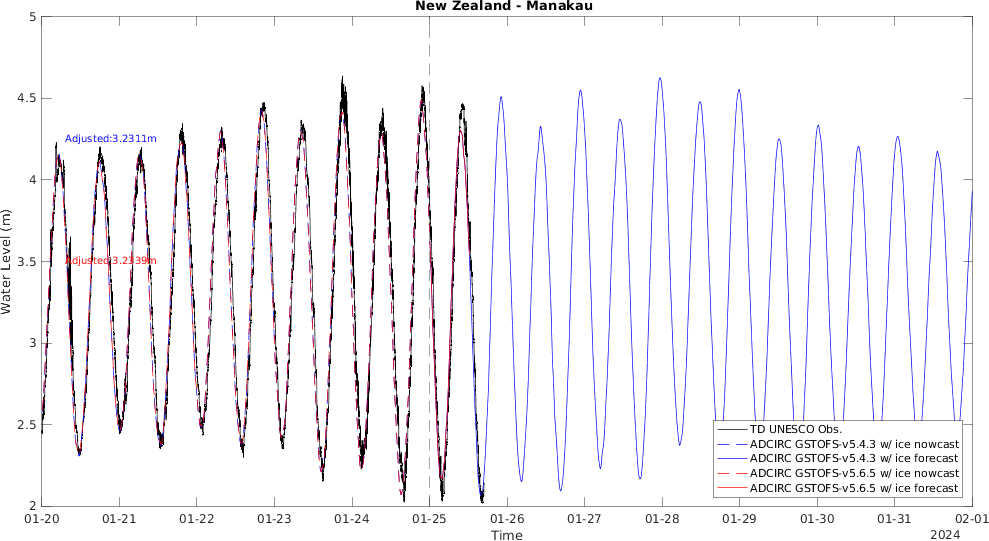 New Zealand - Manakau
5
4.5
4
3.5
3
2.5
2
Water Level (m)
Adjusted:3.2311m
Adjusted:3.2339m
TD UNESCO Obs.
ADCIRC GSTOFS-v5.4.3 w/ ice nowcast
ADCIRC GSTOFS-v5.4.3 w/ ice forecast
ADCIRC GSTOFS-v5.6.5 w/ ice nowcast
ADCIRC GSTOFS-v5.6.5 w/ ice forecast
01-20 01-21 01-22 01-23 01-24 01-25 01-26 01-27 01-28 01-29 01-30 01-31 02-01
Time
2024